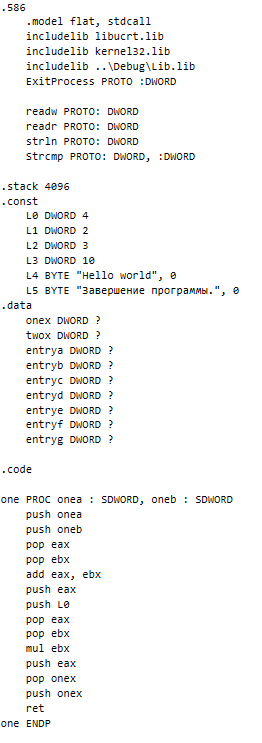 .586
.model flat, stdcall
includelib libucrt.lib
includelib kernel32.lib
includelib ..\Debug\Lib.lib
ExitProcess PROTO :DWORD
readw PROTO: DWORD
readr PROTO: DWORD
strln PROTO: DWORD
Strcmp PROTO: DWORD, :DWORD
.stack 4096
.const
L0 DWORD 4
L1 DWORD 2
L2 DWORD 3
L3 DWORD 10
L4 BYTE "Hello world", 0
L5 BYTE "Завершение программы.", 0
.data
onex DWORD ?
twox DWORD ?
entrya DWORD ?
entryb DWORD ?
entryc DWORD ?
entryd DWORD ?
entrye DWORD ?
entryf DWORD ?
entryg DWORD ?
.code
one PROC onea : SDWORD, oneb : SDWORD
push onea
push oneb
pop eax
pop ebx
add eax, ebx
push eax
push L0
pop eax
pop ebx
mul ebx
push eax
pop onex
push onex
ret
one ENDP